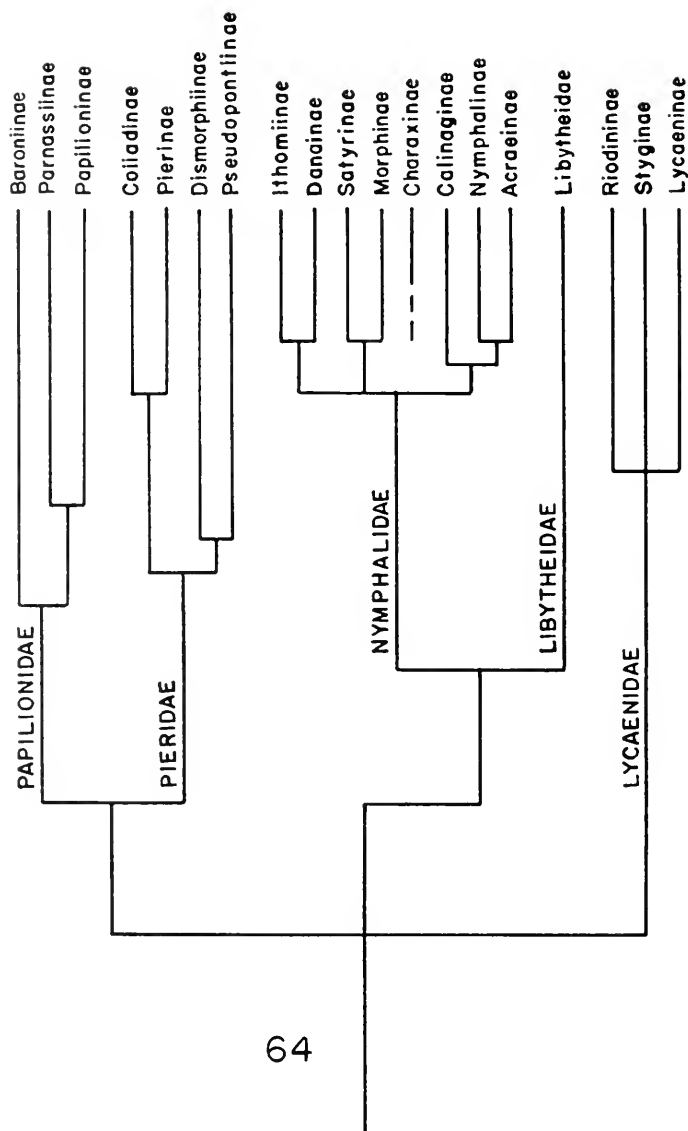 Baroniinae
Parnassiinae
Papilioninae
Coliadinae
Pierinae
Dismorphiinae
Pseudopontiinae
Ithomiinae
Danainae
Satyrinae
Morphinae
Charaxinae
Calinaginae
Nymphalinae
Acraeinae
Libytheidae
Riodininae
Styginae
Lycaeninae
PAPILIONIDAE
PIERIDAE
NYMPHALIDAE
LIBYTHEIDAE
LYCAENIDAE
64